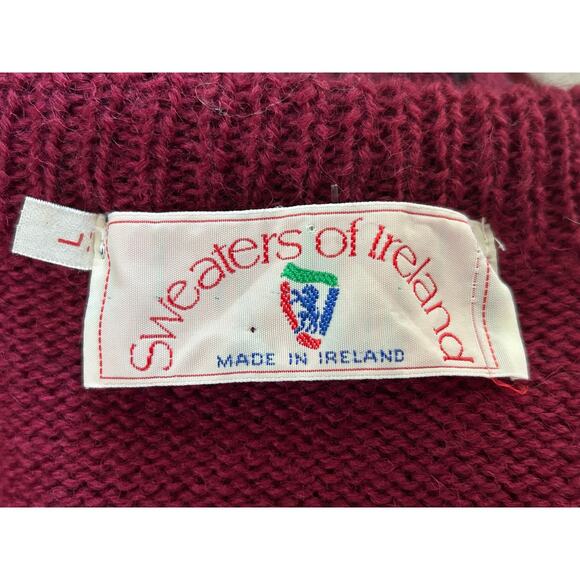 L
Sweaters of Ireland
MADE IN IRELAND